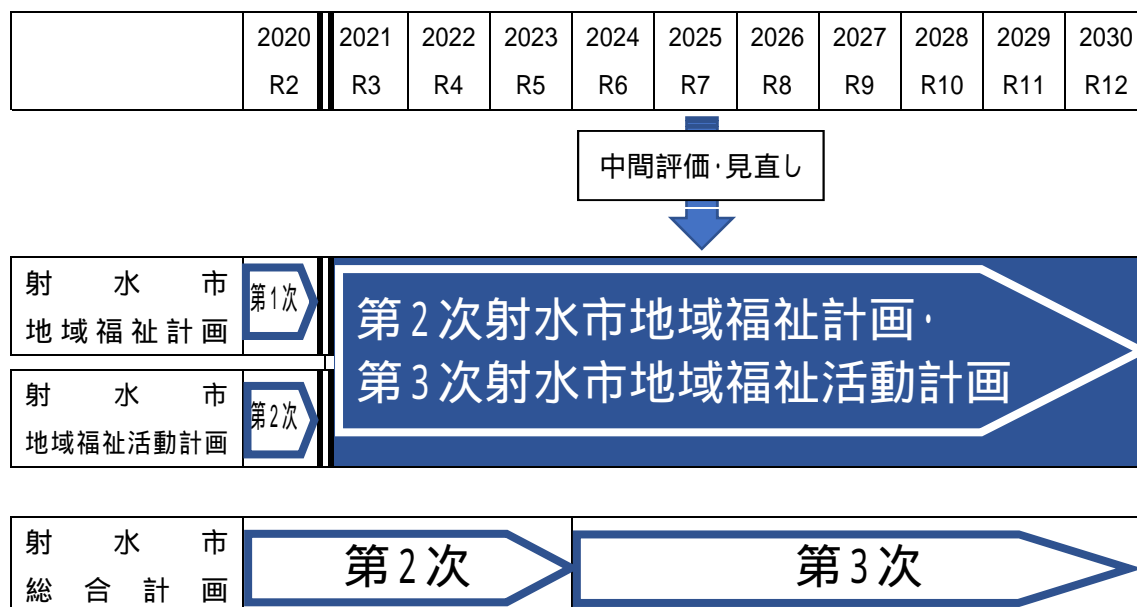 2020 2021 2022 2023 2024 2025 2026 2027 2028 2029 2030
R2 R3 R4 R5 R6 R7 R8 R9 R10 R11 R12
中間評価・見直し
射水市
地域福祉計画
第1次
第2次射水市地域福祉計画・
第3次射水市地域福祉活動計画
射水市
地域福祉活動計画
第2次
射水市
総合計画
第2次
第3次